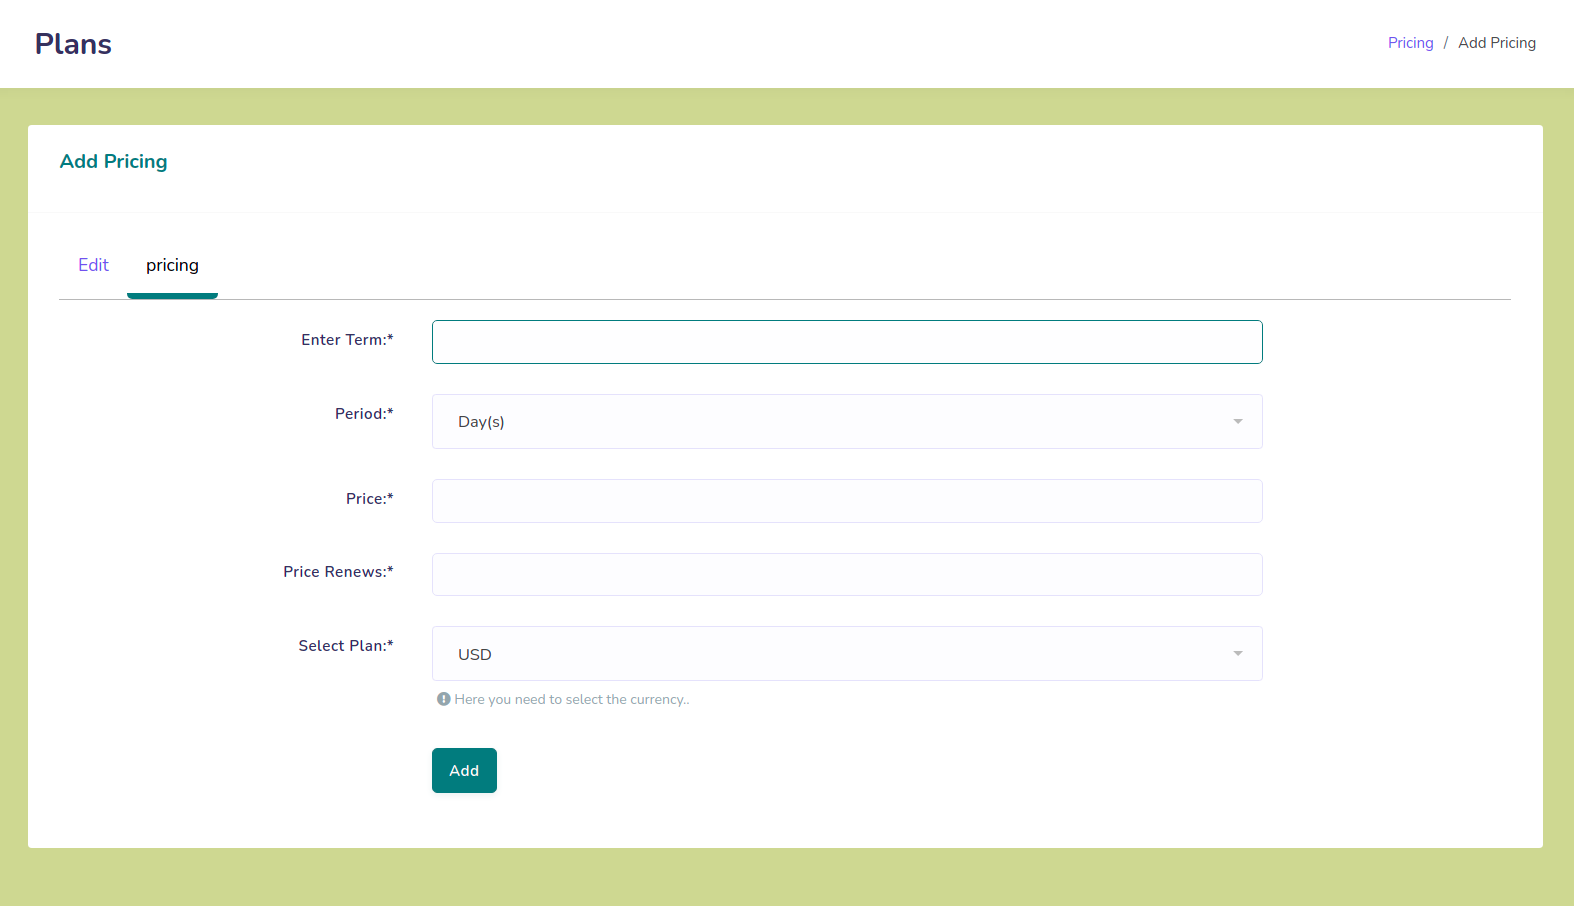 Plans
Pricing / Add Pricing
Add Pricing
Edit pricing
Enter Term:*
Period:* Day(s)
Price:*
Price Renews:*
Select Plan:* USD
Here you need to select the currency..
Add